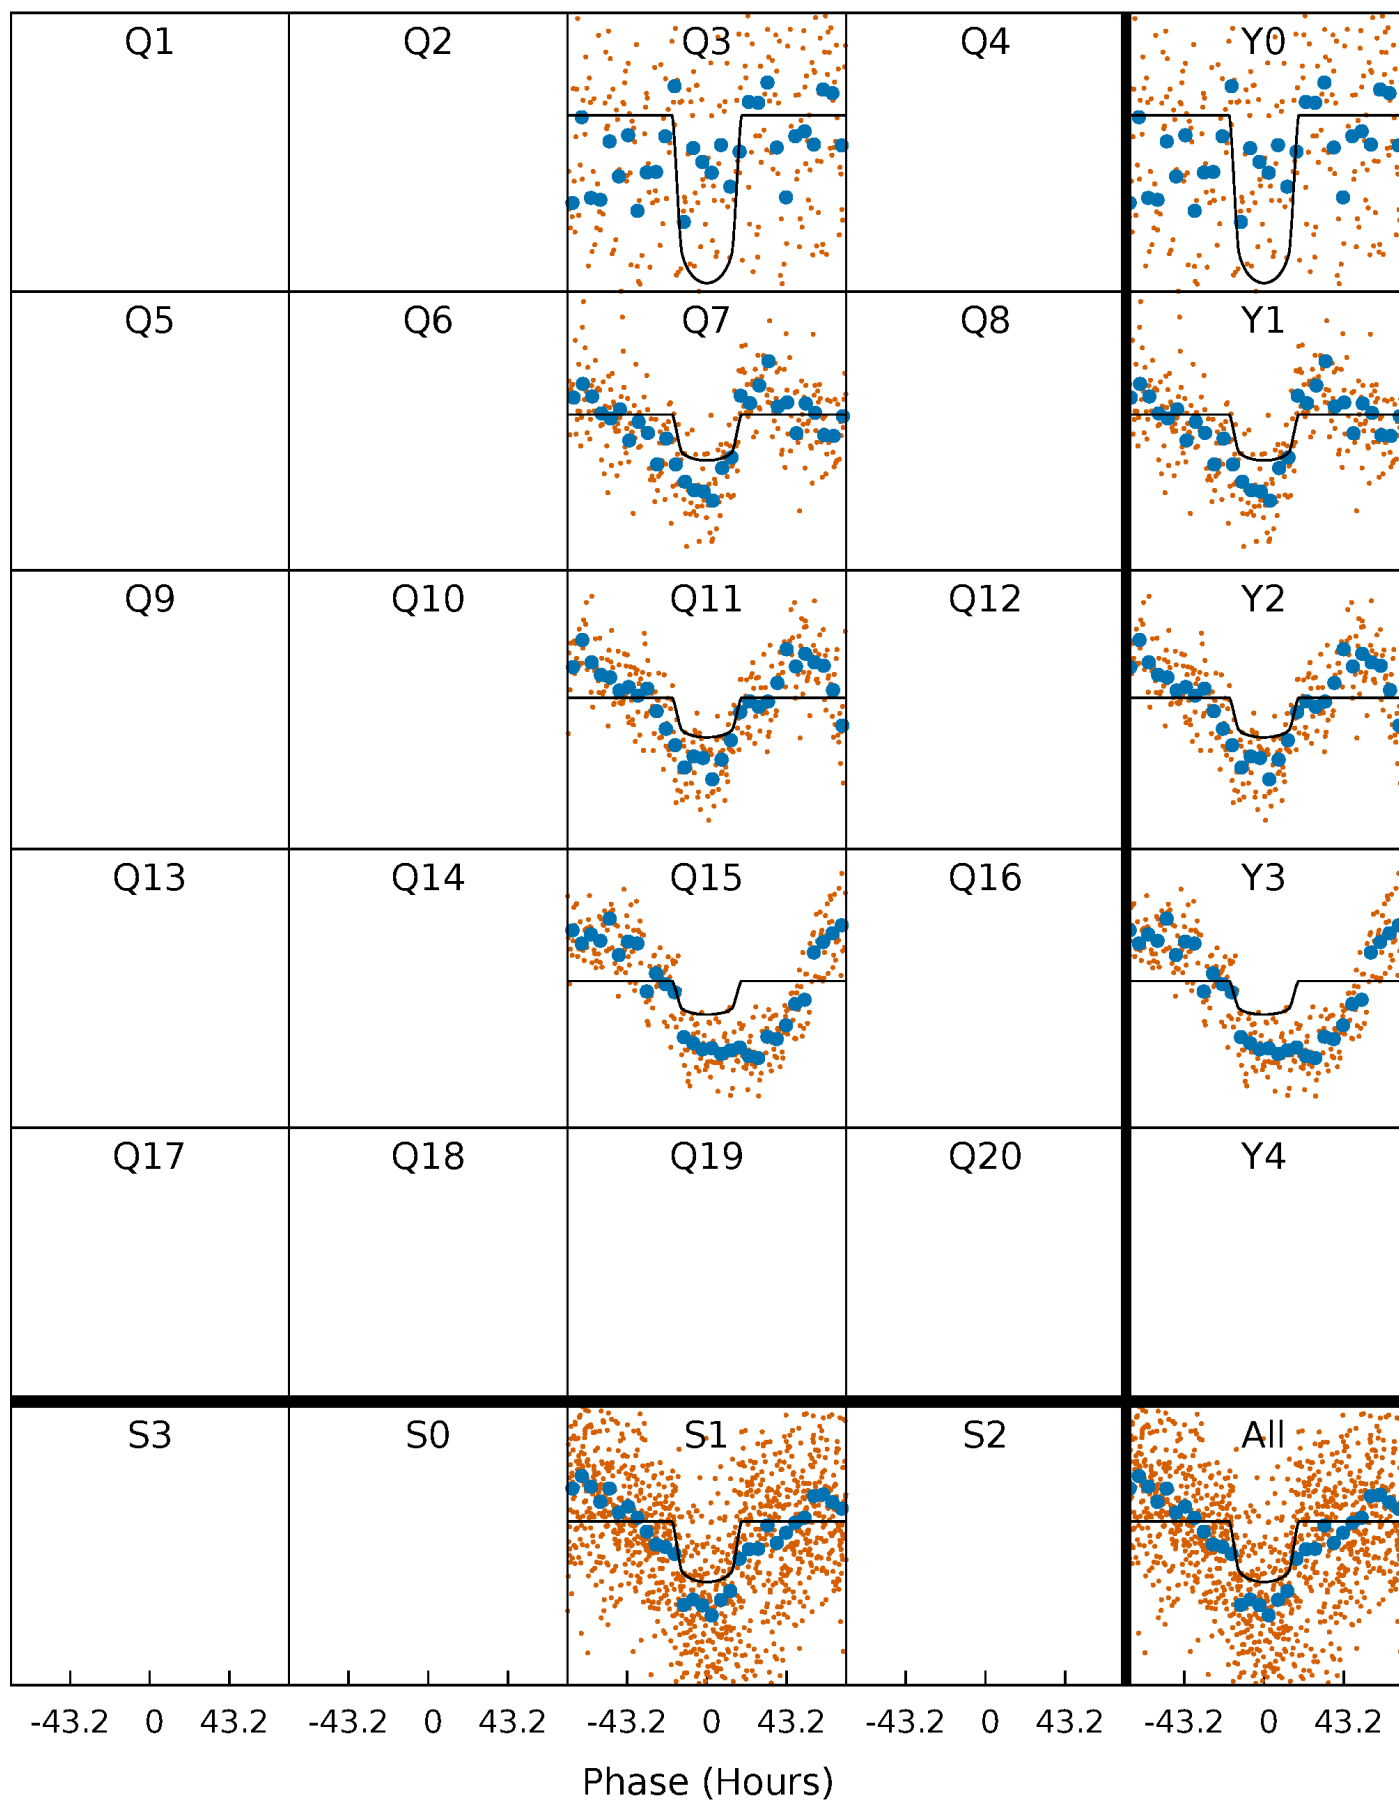 Q1 Q2 Q3 Q4 Y0
Q5 Q6 Q7 Q8 Y1
Q9 Q10 Q11 Q12 Y2
Q13 Q14 Q15 Q16 Y3
Q17 Q18 Q19 Q20 Y4
S3 S0 S1 S2 All
-43.2 0 43.2 -43.2 0 43.2 -43.2 0 43.2 -43.2 0 43.2 -43.2 0 43.2
Phase (Hours)